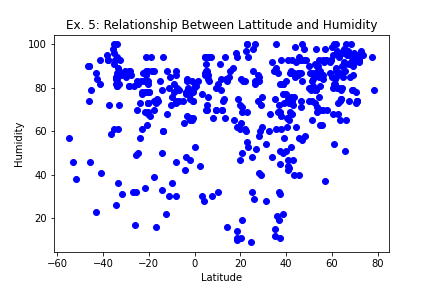 Ex. 5: Relationship Between Lattitude and Humidity
100
80
60
40
20
Humidity
−60 −40 −20 0 20 40 60 80
Latitude